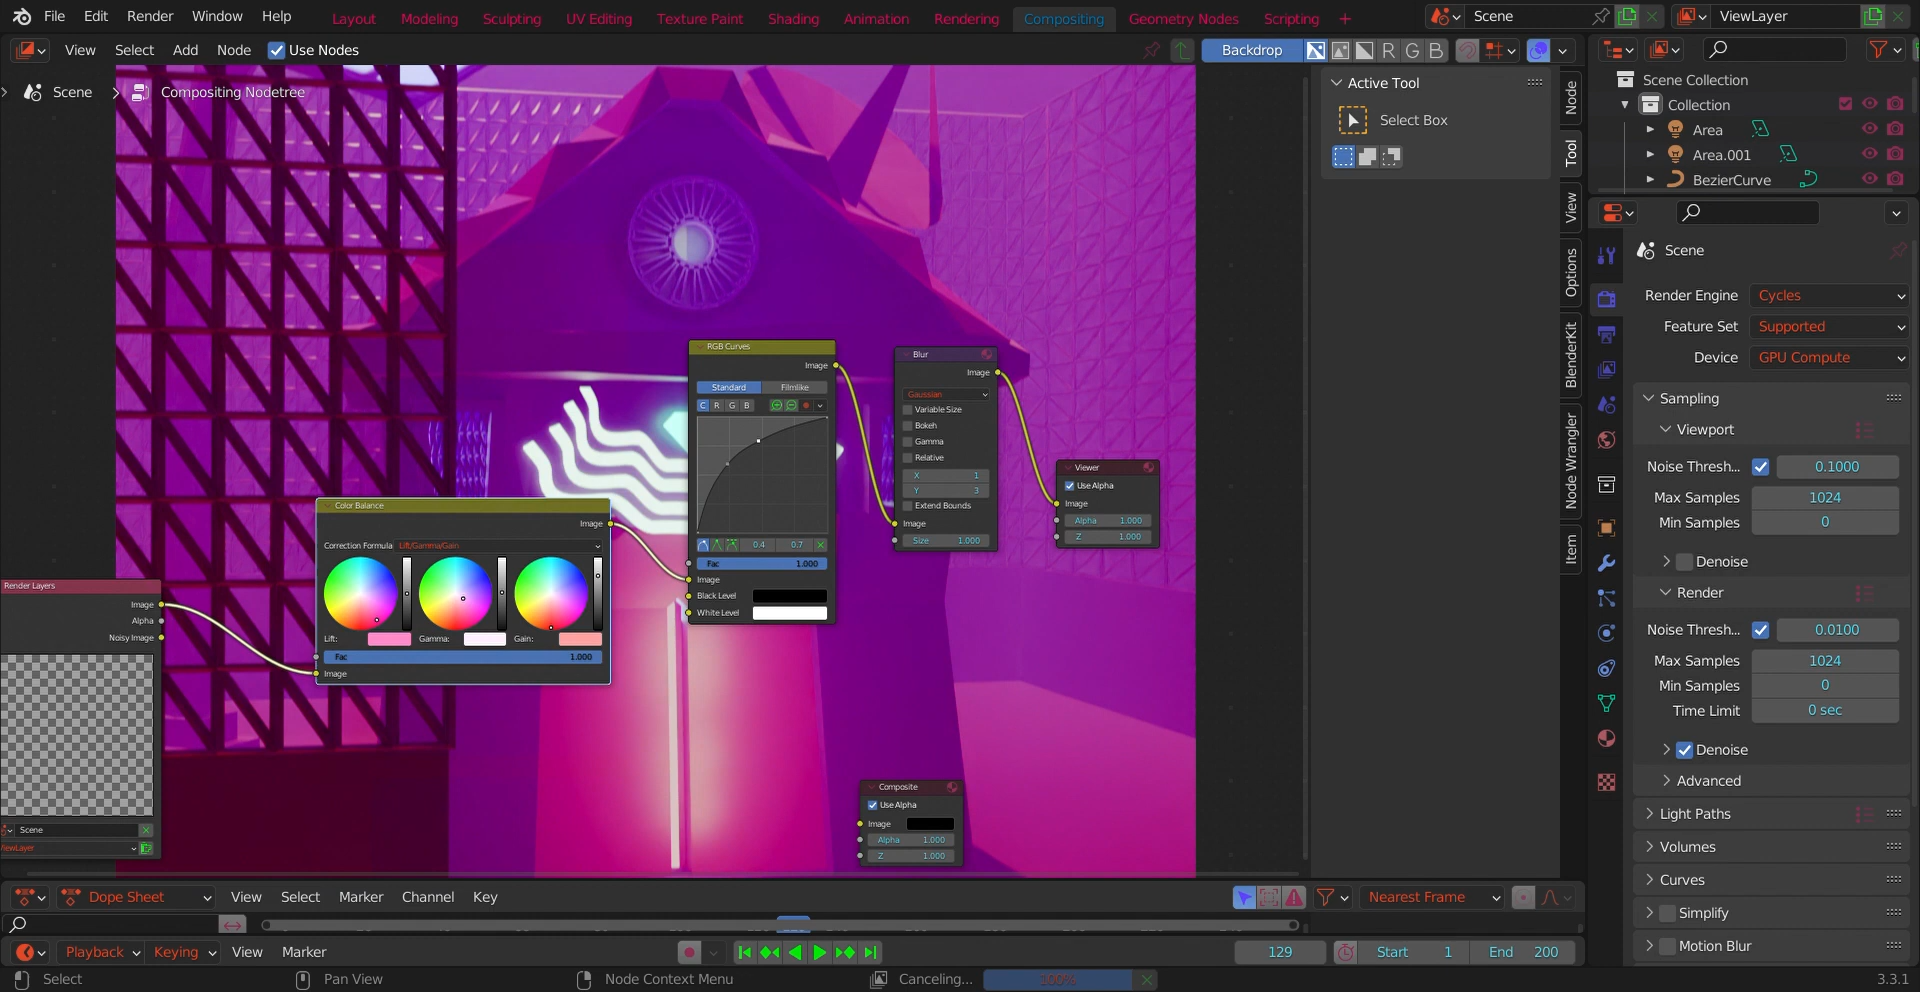 File Edit Render Window Help
Layout Modeling Sculpting UV Editing Texture Paint Shading Animation Rendering Compositing Geometry Nodes Scripting +
Scene
ViewLayer
View Select Add Node Use Nodes
Backdrop R G B
Scene > Compositing Nodetree
Active Tool
Select Box
Node
Tool
View
Options
BlenderKit
Node Wrangler
Item
Scene Collection
Collection
Area
Area.001
BezierCurve
Scene
Render Engine Cycles
Feature Set Supported
Device GPU Compute
Sampling
Viewport
Noise Thresh... 0.1000
Max Samples 1024
Min Samples 0
Denoise
Render
Noise Thresh... 0.0100
Max Samples 1024
Min Samples 0
Time Limit 0 sec
Denoise
Advanced
Light Paths
Volumes
Curves
Simplify
Motion Blur
Render Layers
Image
Alpha
Noisy Image
Scene
ViewLayer
Color Balance
Image
Correction Formula Lift/Gamma/Gain
Lift: Gamma: Gain:
Fac 1.000
Image
RGB Curves
Image
Standard Filmlike
C R G B
0.4 0.7
Fac 1.000
Image
Black Level
White Level
Blur
Image
Gaussian
Variable Size
Bokeh
Gamma
Relative
X 1
Y 3
Extend Bounds
Image
Size 1.000
Viewer
Use Alpha
Image
Alpha 1.000
Z 1.000
Composite
Use Alpha
Image
Alpha 1.000
Z 1.000
Dope Sheet View Select Marker Channel Key
Nearest Frame
Playback Keying View Marker
129 Start 1 End 200
Select Pan View Node Context Menu Canceling... 100% 3.3.1